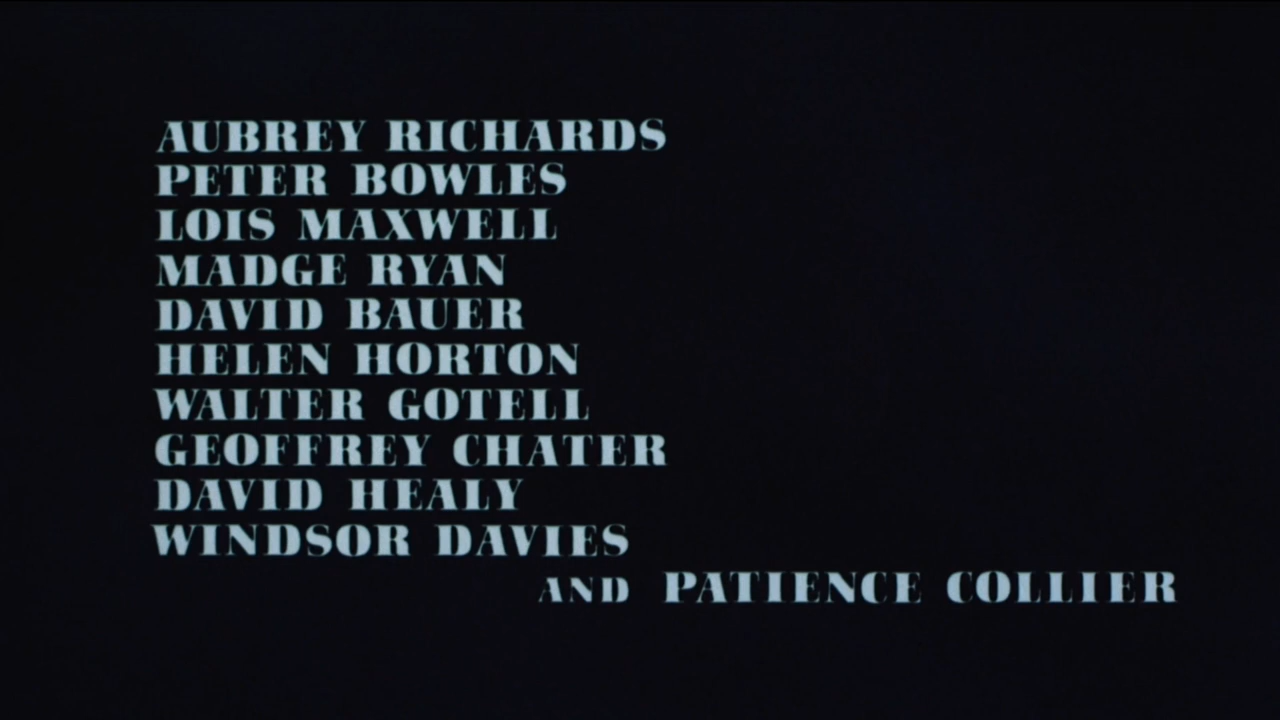 AUBREY RICHARDS
PETER BOWLES
LOIS MAXWELL
MADGE RYAN
DAVID BAUER
HELEN HORTON
WALTER GOTELL
GEOFFREY CHATER
DAVID HEALY
WINDSOR DAVIES
AND PATIENCE COLLIER